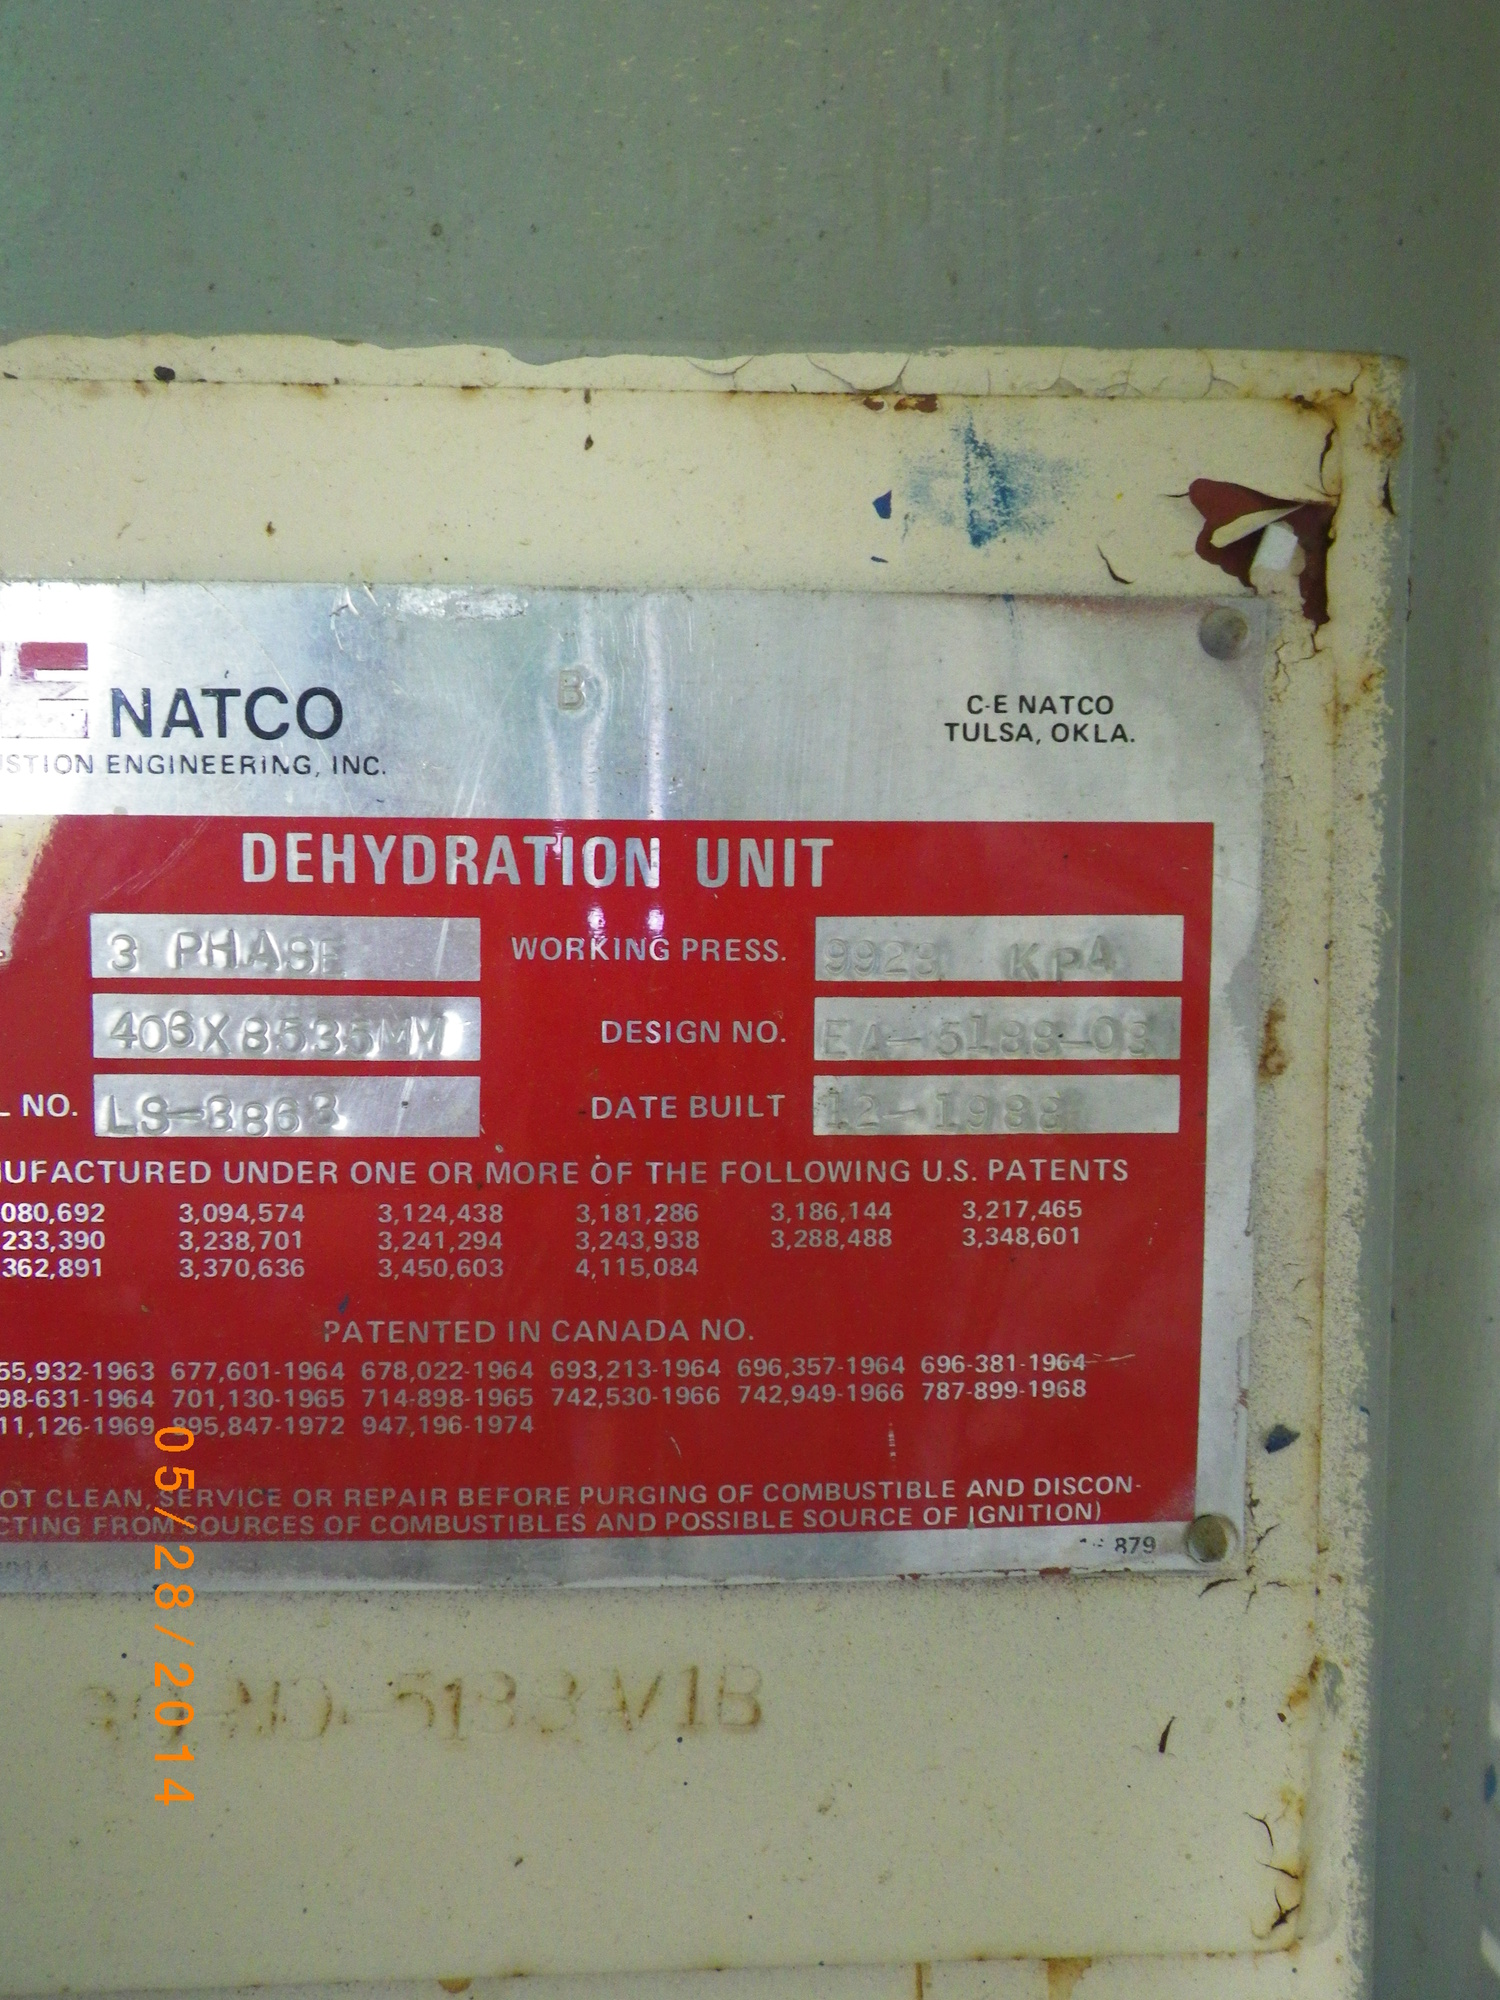 NATCO
B
C-E NATCO
TULSA, OKLA.
ENGINEERING, INC.
DEHYDRATION UNIT
3 PHASE
WORKING PRESS. 9928 KPA
406X8535MM
DESIGN NO.
NO. LS-3863
DATE BUILT 12-1988
UNDER ONE OR MORE OF THE FOLLOWING U.S. PATENTS
080,692 3,094,574 3,124,438 3,181,286 3,186,144 3,217,465
233,390 3,238,701 3,241,294 3,243,938 3,288,488 3,348,601
362,891 3,370,636 3,450,603 4,115,084
PATENTED IN CANADA NO.
55,932-1963 677,601-1964 678,022-1964 693,213-1964 696,357-1964 696-381-1964
98-631-1964 701,130-1965 714-898-1965 742,530-1966 742,949-1966 787-899-1968
11,126-1969 895,847-1972 947,196-1974
OT CLEAN, SERVICE OR REPAIR BEFORE PURGING OF COMBUSTIBLE AND DISCON-
CTING FROM SOURCES OF COMBUSTIBLES AND POSSIBLE SOURCE OF IGNITION)
879
05/28/2014